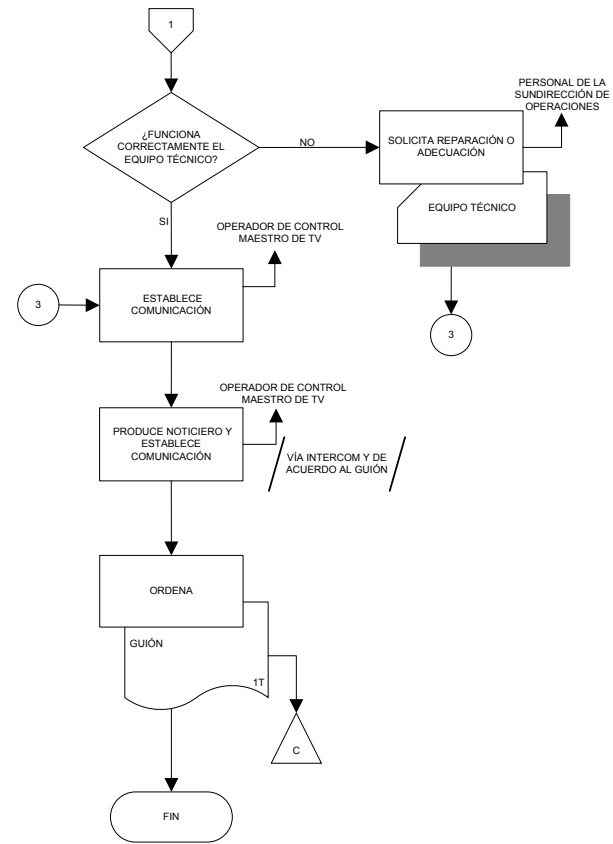 1
¿FUNCIONA
CORRECTAMENTE EL
EQUIPO TÉCNICO?
NO
SOLICITA REPARACIÓN O
ADECUACIÓN
PERSONAL DE LA
SUNDIRECCIÓN DE
OPERACIONES
EQUIPO TÉCNICO
3
SI
OPERADOR DE CONTROL
MAESTRO DE TV
3
ESTABLECE
COMUNICACIÓN
OPERADOR DE CONTROL
MAESTRO DE TV
PRODUCE NOTICIERO Y
ESTABLECE
COMUNICACIÓN
VÍA INTERCOM Y DE
ACUERDO AL GUIÓN
ORDENA
GUIÓN
1T
C
FIN